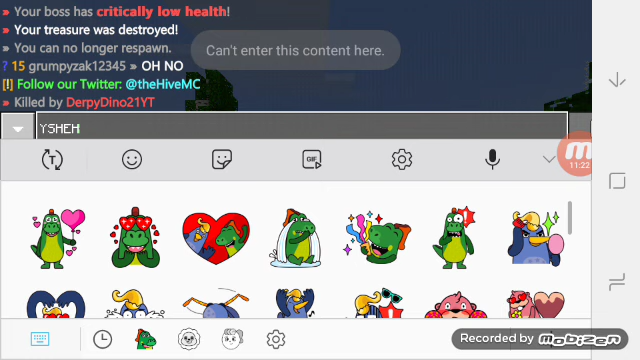 » Your boss has critically low health!
» Your treasure was destroyed!
» You can no longer respawn.
Can't enter this content here.
? 15 grumpyzak12345 » OH NO
[!] Follow our Twitter: @theHiveMC
» Killed by DerpyDino21YT
YSHEH
T
GIF
11:22
Recorded by MOBIZEN